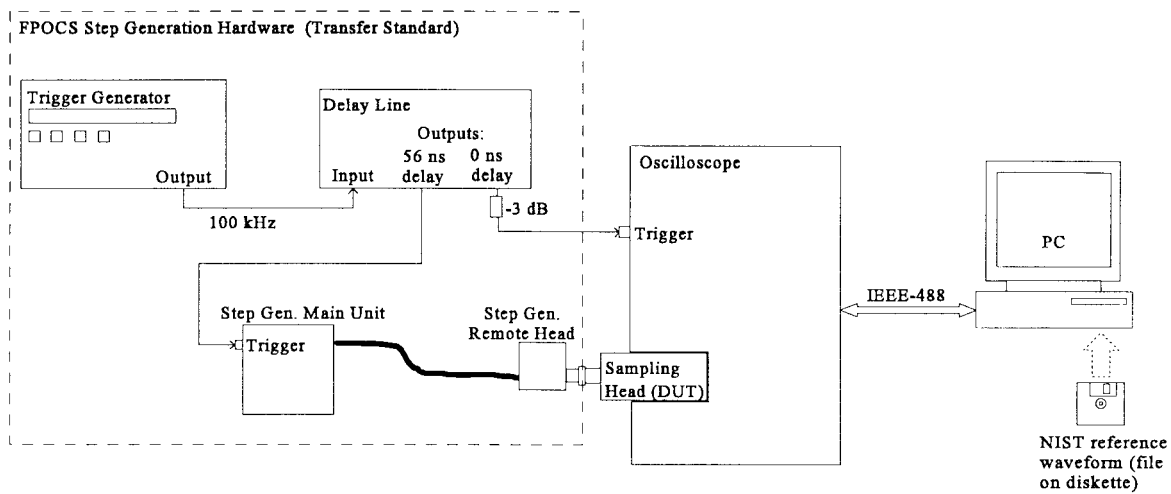 FPOCS Step Generation Hardware (Transfer Standard)
Trigger Generator
Output
100 kHz
Delay Line
Outputs:
56 ns
delay
0 ns
delay
Input
-3 dB
Oscilloscope
Trigger
PC
IEEE-488
Step Gen. Main Unit
Trigger
Step Gen.
Remote Head
Sampling
Head (DUT)
NIST reference
waveform (file
on diskette)